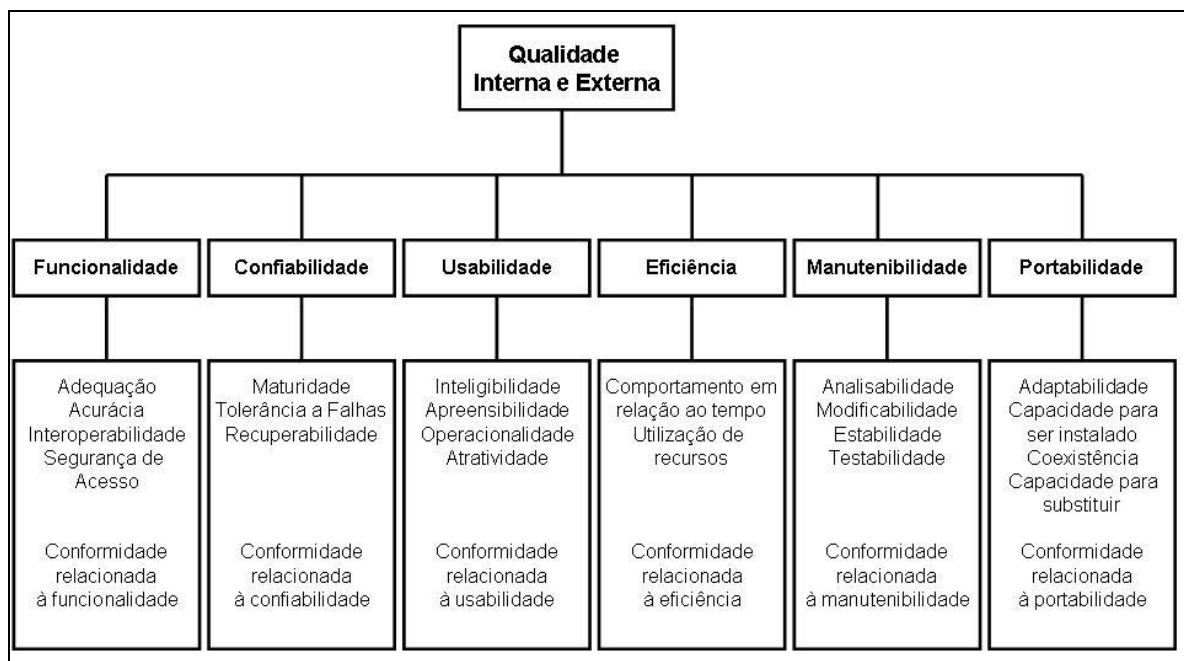 Qualidade
Interna e Externa
Funcionalidade
Confiabilidade
Usabilidade
Eficiência
Manutenibilidade
Portabilidade
Adequação
Acurácia
Interoperabilidade
Segurança de
Acesso
Conformidade
relacionada
à funcionalidade
Maturidade
Tolerância a Falhas
Recuperabilidade
Conformidade
relacionada
à confiabilidade
Inteligibilidade
Apreensibilidade
Operacionalidade
Atratividade
Conformidade
relacionada
à usabilidade
Comportamento em
relação ao tempo
Utilização de
recursos
Conformidade
relacionada
à eficiência
Analisabilidade
Modificabilidade
Estabilidade
Testabilidade
Conformidade
relacionada
à manutenibilidade
Adaptabilidade
Capacidade para
ser instalado
Coexistência
Capacidade para
substituir
Conformidade
relacionada
à portabilidade